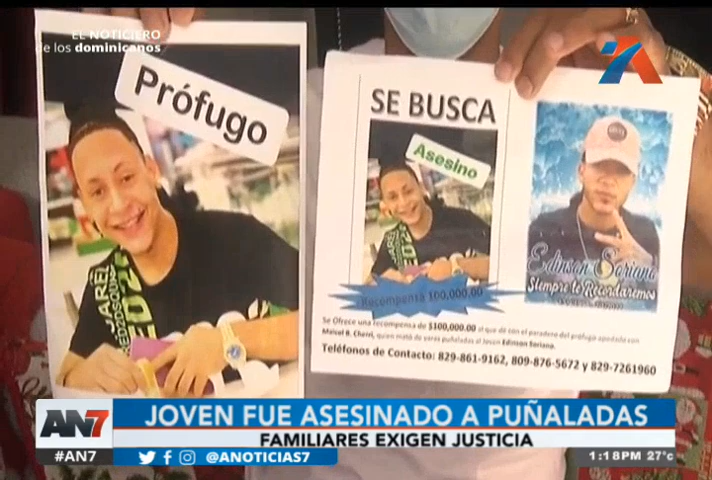 EL NOTICIERO
de los dominicanos
Prófugo
SE BUSCA
Asesino
Edinson Soriano
Siempre te Recordaremos
Recompensa 100,000.00
Se Ofrece una recompensa de $100,000.00 al que dé con el paradero del prófugo apodado con
Maicol B. Cherri, quien mató de varas puñaladas al joven Edinson Soriano.
Teléfonos de Contacto: 829-861-9162, 809-876-5672 y 829-7261960
JAREL
AN7
JOVEN FUE ASESINADO A PUÑALADAS
FAMILIARES EXIGEN JUSTICIA
#AN7
@ANOTICIAS7
1:18PM 27°c